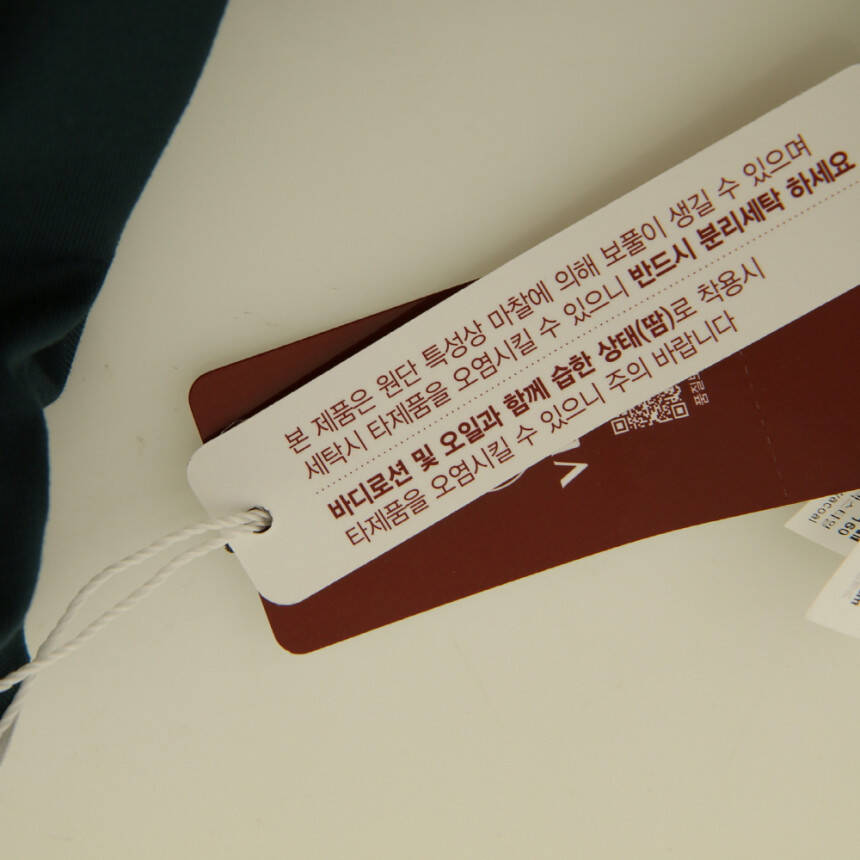 본 제품은 원단 특성상 마찰에 의해 보풀이 생길 수 있으며
세탁시 타제품을 오염시킬 수 있으니 반드시 분리세탁 하세요
바디로션 및 오일과 함께 습한 상태(땀)로 착용시
타제품을 오염시킬 수 있으니 주의 바랍니다